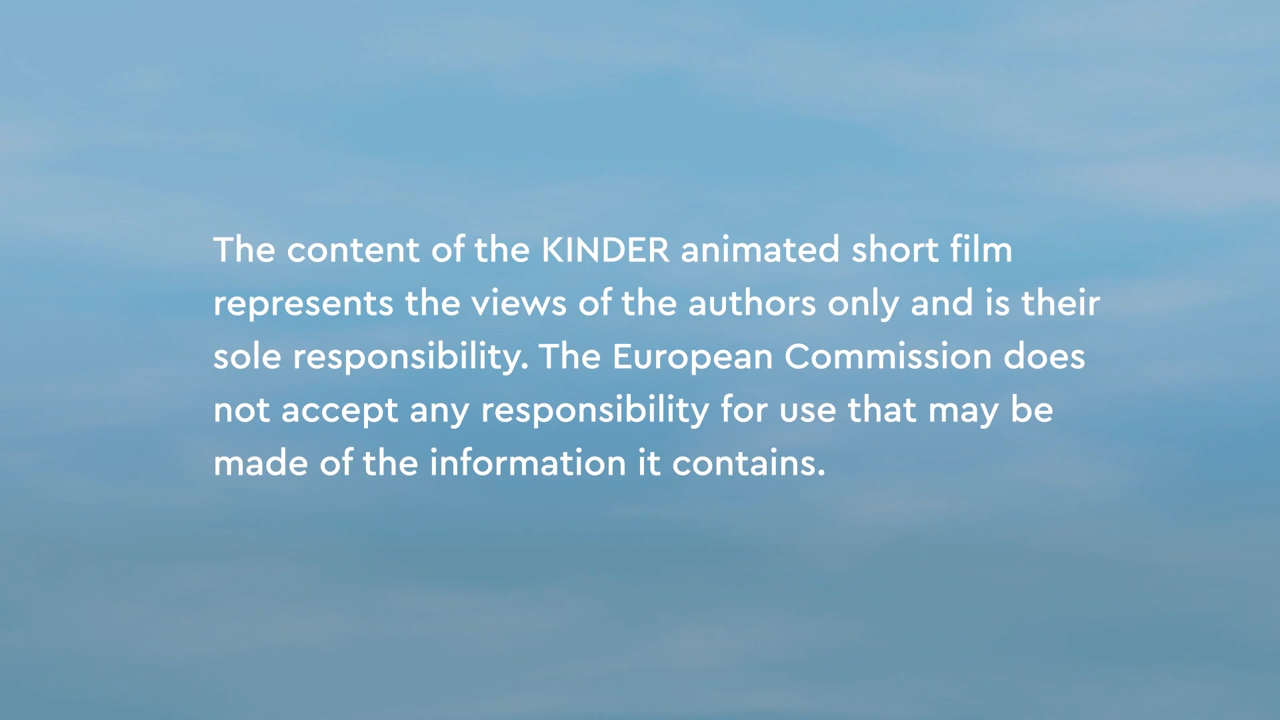 The content of the KINDER animated short film
represents the views of the authors only and is their
sole responsibility. The European Commission does
not accept any responsibility for use that may be
made of the information it contains.